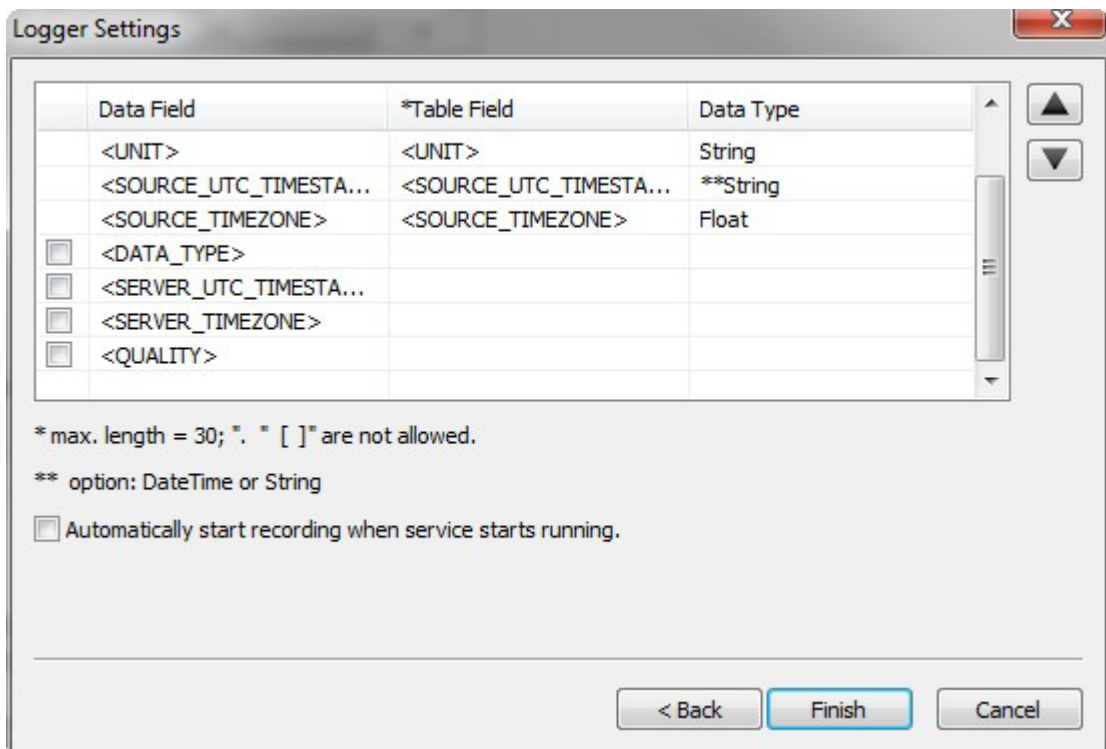 Logger Settings
Data Field *Table Field Data Type
<UNIT> <UNIT> String
<SOURCE_UTC_TIMESTA... <SOURCE_UTC_TIMESTA... **String
<SOURCE_TIMEZONE> <SOURCE_TIMEZONE> Float
<DATA_TYPE>
<SERVER_UTC_TIMESTA...
<SERVER_TIMEZONE>
<QUALITY>
* max. length = 30; ". " [ ]" are not allowed.
** option: DateTime or String
Automatically start recording when service starts running.
< Back Finish Cancel